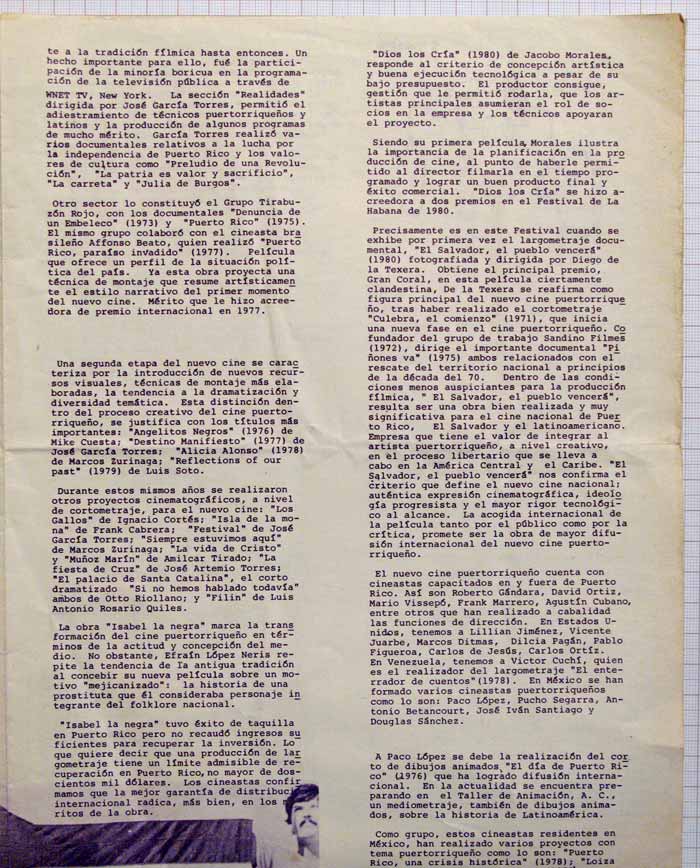 te a la tradición fílmica hasta entonces. Un
hecho importante para ello, fué la partici-
pación de la minoría boricua en la programa-
ción de la televisión pública a través de
WNET TV, New York. La sección "Realidades"
dirigida por José García Torres, permitió el
adiestramiento de técnicos puertorriqueños y
latinos y la producción de algunos programas
de mucho mérito. García Torres realizó va-
rios documentales relativos a la lucha por
la independencia de Puerto Rico y los valo-
res de cultura como "Preludio de una Revolu-
ción", "La patria es valor y sacrificio",
"La carreta" y "Julia de Burgos".
Otro sector lo constituyó el Grupo Tirabu-
zón Rojo, con los documentales "Denuncia de
un Embeleco" (1973) y "Puerto Rico" (1975).
El mismo grupo colaboró con el cineasta bra
sileño Affonso Beato, quien realizó "Puerto
Rico, paraíso invadido" (1977). Película
que ofrece un perfil de la situación polí-
tica del país. Ya esta obra proyecta una
técnica de montaje que resume artísticamen
te el estilo narrativo del primer momento
del nuevo cine. Mérito que le hizo acree-
dora de premio internacional en 1977.
Una segunda etapa del nuevo cine se carac
teriza por la introducción de nuevos recur-
sos visuales, técnicas de montaje más ela-
boradas, la tendencia a la dramatización y
diversidad temática. Esta distinción den-
tro del proceso creativo del cine puerto-
rriqueño, se justifica con los títulos más
importantes: "Angelitos Negros" (1976) de
Mike Cuesta; "Destino Manifiesto" (1977) de
José García Torres; "Alicia Alonso" (1978)
de Marcos Zurinaga; "Reflections of our
past" (1979) de Luis Soto.
Durante estos mismos años se realizaron
otros proyectos cinematográficos, a nivel
de cortometraje, para el nuevo cine: "Los
Gallos" de Ignacio Cortés; "Isla de la mo-
na" de Frank Cabrera; "Festival" de José
García Torres; "Siempre estuvimos aquí"
de Marcos Zurinaga; "La vida de Cristo"
y "Muñoz Marín" de Amilcar Tirado; "La
fiesta de Cruz" de José Artemio Torres;
"El palacio de Santa Catalina", el corto
dramatizado "Si no hemos hablado todavía"
ambos de Otto Riollano; y "Filin" de Luis
Antonio Rosario Quiles.
La obra "Isabel la negra" marca la trans
formación del cine puertorriqueño en tér-
minos de la actitud y concepción del me-
dio. No obstante, Efraín López Neris re-
pite la tendencia de la antigua tradición
al concebir su nueva película sobre un mo-
tivo "mejicanizado": la historia de una
prostituta que él consideraba personaje in
tegrante del folklore nacional.
"Isabel la negra" tuvo éxito de taquilla
en Puerto Rico pero no recaudó ingresos su
ficientes para recuperar la inversión. Lo
que quiere decir que una producción de lar
gometraje tiene un límite admisible de re-
cuperación en Puerto Rico, no mayor de dos-
cientos mil dólares. Los cineastas confir
mamos que la mejor garantía de distribuci
internacional radica, más bien, en los m
ritos de la obra.
"Dios los Cría" (1980) de Jacobo Morales,
responde al criterio de concepción artística
y buena ejecución tecnológica a pesar de su
bajo presupuesto. El productor consigue,
gestión que le permitió rodarla, que los ar-
tistas principales asumieran el rol de so-
cios en la empresa y los técnicos apoyaran
el proyecto.
Siendo su primera película, Morales ilustra
la importancia de la planificación en la pro
ducción de cine, al punto de haberle permi-
tido al director filmarla en el tiempo pro-
gramado y lograr un buen producto final y
éxito comercial. "Dios los Cría" se hizo a-
creedora a dos premios en el Festival de La
Habana de 1980.
Precisamente es en este Festival cuando se
exhibe por primera vez el largometraje docu-
mental, "El Salvador, el pueblo vencerá"
(1980) fotografiada y dirigida por Diego de
la Texera. Obtiene el principal premio,
Gran Coral, en esta película ciertamente
clandestina, De la Texera se reafirma como
figura principal del nuevo cine puertorrique
ño, tras haber realizado el cortometraje
"Culebra, el comienzo" (1971), que inicia
una nueva fase en el cine puertorriqueño. Co
fundador del grupo de trabajo Sandino Filmes
(1972), dirige el importante documental "Pi
ñones va" (1975) ambos relacionados con el
rescate del territorio nacional a principios
de la década del 70. Dentro de las condi-
ciones menos auspiciantes para la producción
fílmica, " El Salvador, el pueblo vencerá",
resulta ser una obra bien realizada y muy
significativa para el cine nacional de Puer
to Rico, El Salvador y el latinoamericano.
Empresa que tiene el valor de integrar al
artista puertorriqueño, a nivel creativo,
en el proceso libertario que se lleva a
cabo en la América Central y el Caribe. "El
Salvador, el pueblo vencerá" nos confirma el
criterio que define el nuevo cine nacional;
auténtica expresión cinematográfica, ideolo
gía progresista y el mayor rigor tecnológi-
co al alcance. La acogida internacional de
la película tanto por el público como por la
crítica, promete ser la obra de mayor difu-
sión internacional del nuevo cine puerto-
rriqueño.
El nuevo cine puertorriqueño cuenta con
cineastas capacitados en y fuera de Puerto
Rico. Así son Roberto Gándara, David Ortiz,
Mario Vissepó, Frank Marrero, Agustín Cubano,
entre otros que han realizado a cabalidad
las funciones de dirección. En Estados U-
nidos, tenemos a Lillian Jiménez, Vicente
Juarbe, Marcos Ditmas, Dilcia Pagán, Pablo
Figueroa, Carlos de Jesús, Carlos Ortíz.
En Venezuela, tenemos a Victor Cuchí, quien
es el realizador del largometraje "El ente-
rrador de cuentos"(1978). En México se han
formado varios cineastas puertorriqueños
como lo son: Paco López, Pucho Segarra, An-
tonio Betancourt, José Iván Santiago y
Douglas Sánchez.
A Paco López se debe la realización del cor
to de dibujos animados "El día de Puerto Ri-
co" (1976) que ha logrado difusión interna-
cional. En la actualidad se encuentra pre-
parando en el Taller de Animación, A. C.,
un mediometraje, también de dibujos anima-
dos, sobre la historia de Latinoamérica.
Como grupo, estos cineastas residentes en
México, han realizado varios proyectos con
tema puertorriqueño como lo son: "Puerto
Rico, una crisis histórica" (1978); "Loiza